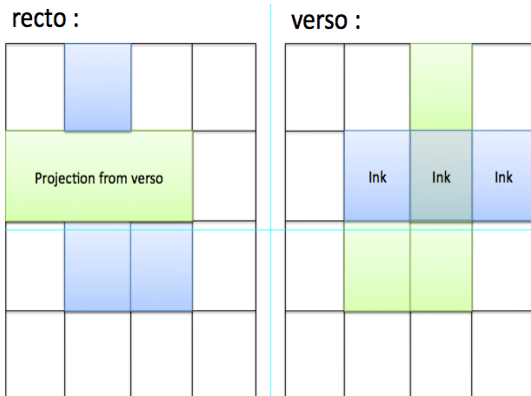 recto :
verso :
Projection from verso
Ink Ink Ink